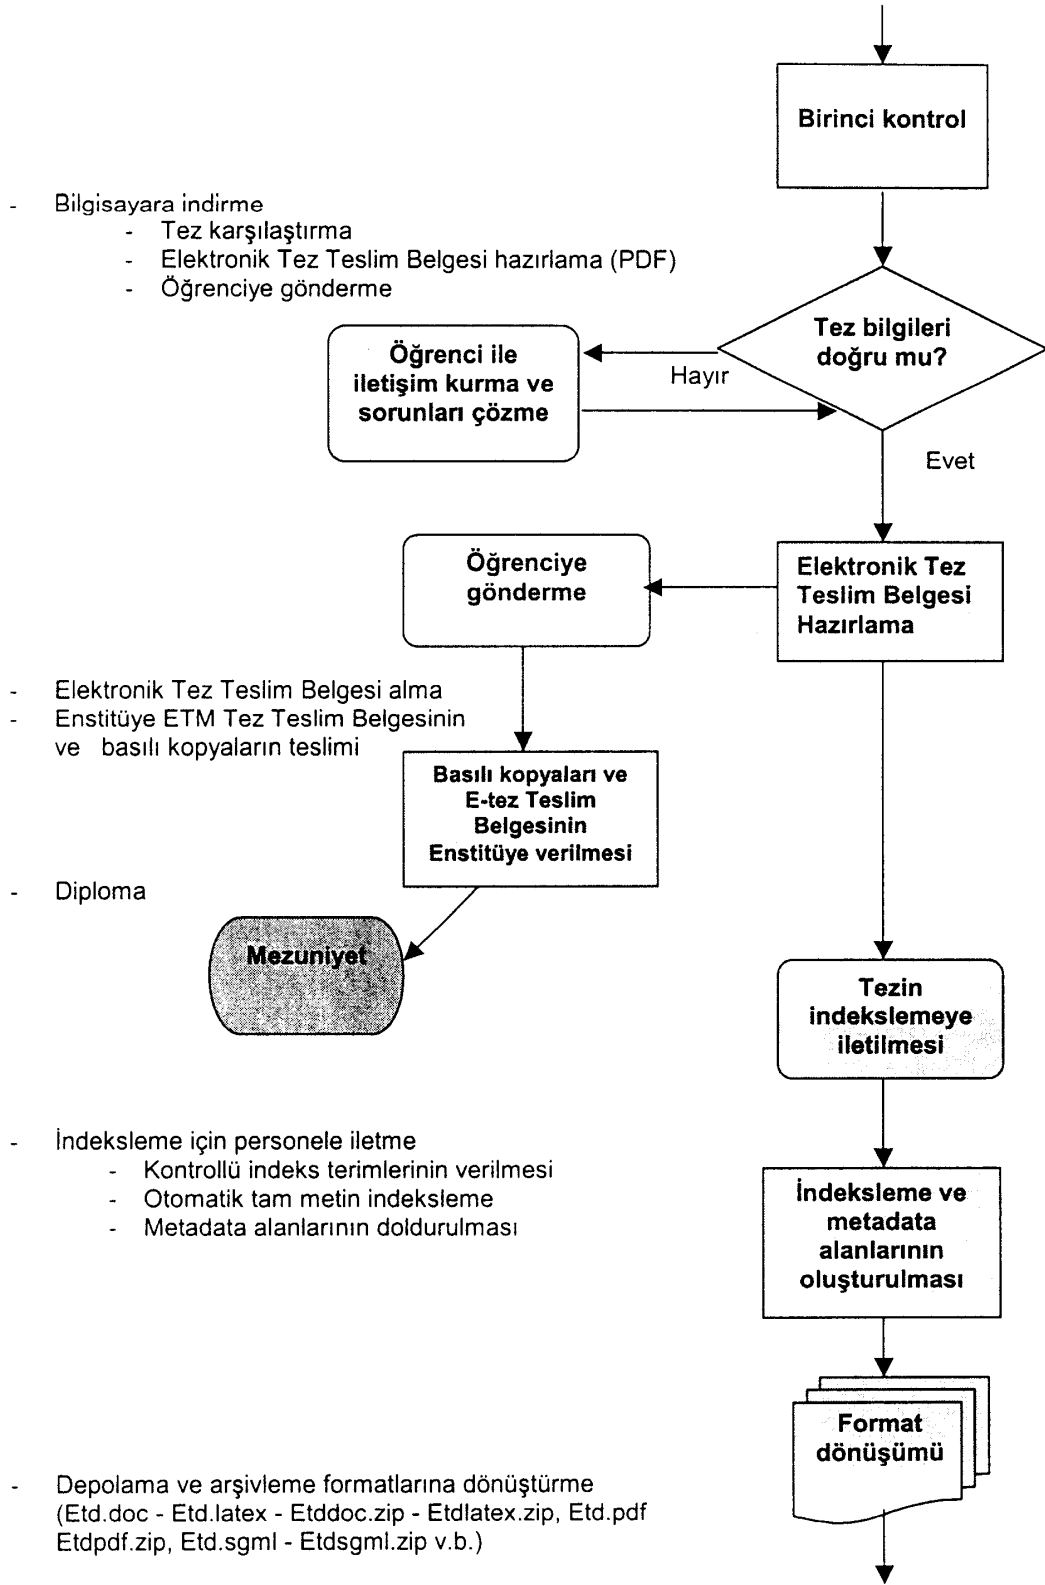 Birinci kontrol
- Bilgisayara indirme
- Tez karşılaştırma
- Elektronik Tez Teslim Belgesi hazırlama (PDF)
- Öğrenciye gönderme
Tez bilgileri
doğru mu?
Öğrenci ile
iletişim kurma ve
sorunları çözme
Hayır
Evet
Öğrenciye
gönderme
Elektronik Tez
Teslim Belgesi
Hazırlama
- Elektronik Tez Teslim Belgesi alma
- Enstitüye ETM Tez Teslim Belgesinin
ve basılı kopyaların teslimi
Basılı kopyaları ve
E-tez Teslim
Belgesinin
Enstitüye verilmesi
- Diploma
Mezuniyet
Tezin
indekslemeye
iletilmesi
- İndeksleme için personele iletme
- Kontrollü indeks terimlerinin verilmesi
- Otomatik tam metin indeksleme
- Metadata alanlarının doldurulması
İndeksleme ve
metadata
alanlarının
oluşturulması
Format
dönüşümü
- Depolama ve arşivleme formatlarına dönüştürme
(Etd.doc - Etd.latex - Etddoc.zip - Etdlatex.zip, Etd.pdf
Etdpdf.zip, Etd.sgml - Etdsgml.zip v.b.)